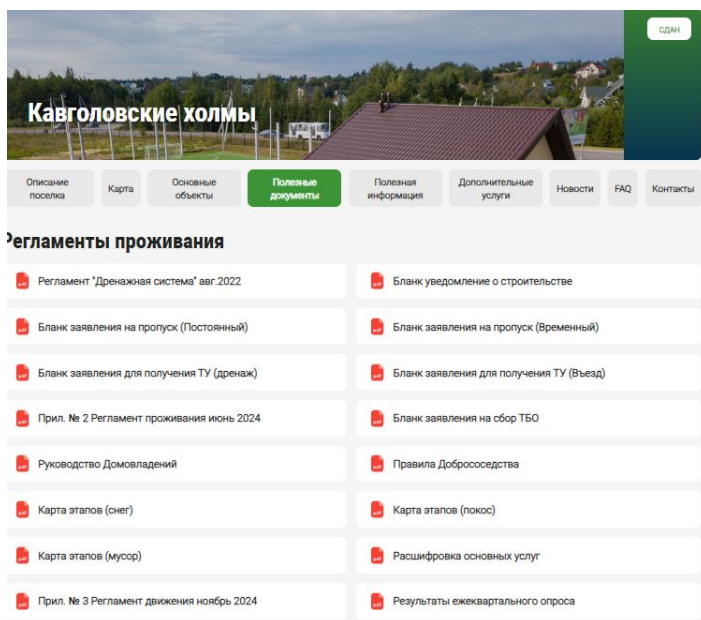 СДАН
Кавголовские холмы
Описание
поселка
Карта
Основные
объекты
Полезные
документы
Полезная
информация
Дополнительные
услуги
Новости
FAQ
Контакты
Регламенты проживания
Регламент "Дренажная система" авг.2022
Бланк уведомление о строительстве
Бланк заявления на пропуск (Постоянный)
Бланк заявления на пропуск (Временный)
Бланк заявления для получения ТУ (дренаж)
Бланк заявления для получения ТУ (Въезд)
Прил. № 2 Регламент проживания июнь 2024
Бланк заявления на сбор ТБО
Руководство Домовладений
Правила Добрососедства
Карта этапов (снег)
Карта этапов (покос)
Карта этапов (мусор)
Расшифровка основных услуг
Прил. № 3 Регламент движения ноябрь 2024
Результаты ежеквартального опроса